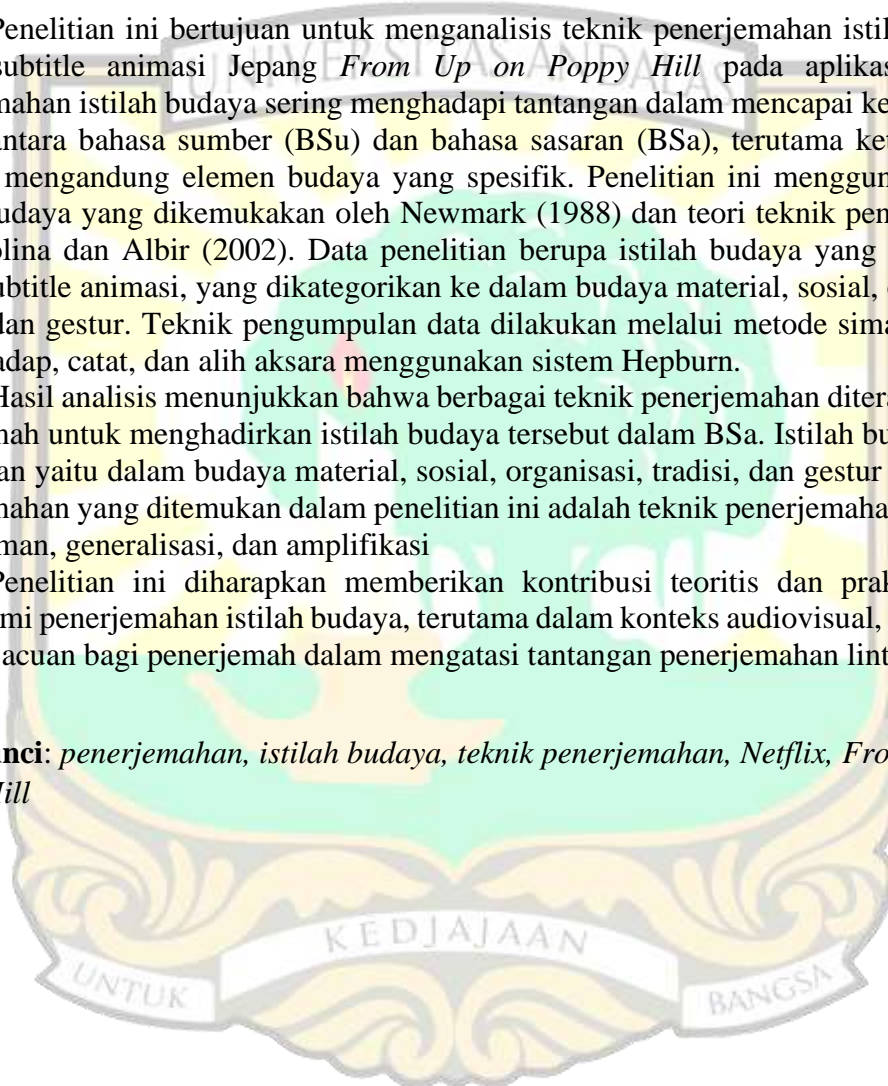 Penelitian ini bertujuan untuk menganalisis teknik penerjemahan istil
subtitle animasi Jepang From Up on Poppy Hill pada aplikas
mahan istilah budaya sering menghadapi tantangan dalam mencapai ke
antara bahasa sumber (BSu) dan bahasa sasaran (BSa), terutama ket
mengandung elemen budaya yang spesifik. Penelitian ini menggun
udaya yang dikemukakan oleh Newmark (1988) dan teori teknik pen
olina dan Albir (2002). Data penelitian berupa istilah budaya yang
ubtitle animasi, yang dikategorikan ke dalam budaya material, sosial,
dan gestur. Teknik pengumpulan data dilakukan melalui metode sima
adap, catat, dan alih aksara menggunakan sistem Hepburn.
Hasil analisis menunjukkan bahwa berbagai teknik penerjemahan ditera
nah untuk menghadirkan istilah budaya tersebut dalam BSa. Istilah bu
an yaitu dalam budaya material, sosial, organisasi, tradisi, dan gestur
mahan yang ditemukan dalam penelitian ini adalah teknik penerjemaha
man, generalisasi, dan amplifikasi
Penelitian ini diharapkan memberikan kontribusi teoritis dan prak
mi penerjemahan istilah budaya, terutama dalam konteks audiovisual,
acuan bagi penerjemah dalam mengatasi tantangan penerjemahan lint
nci: penerjemahan, istilah budaya, teknik penerjemahan, Netflix, Fro
Hill
UNIVERSITAS ANDALAS
KEDJAJAAN
UNTUK
BANGSA